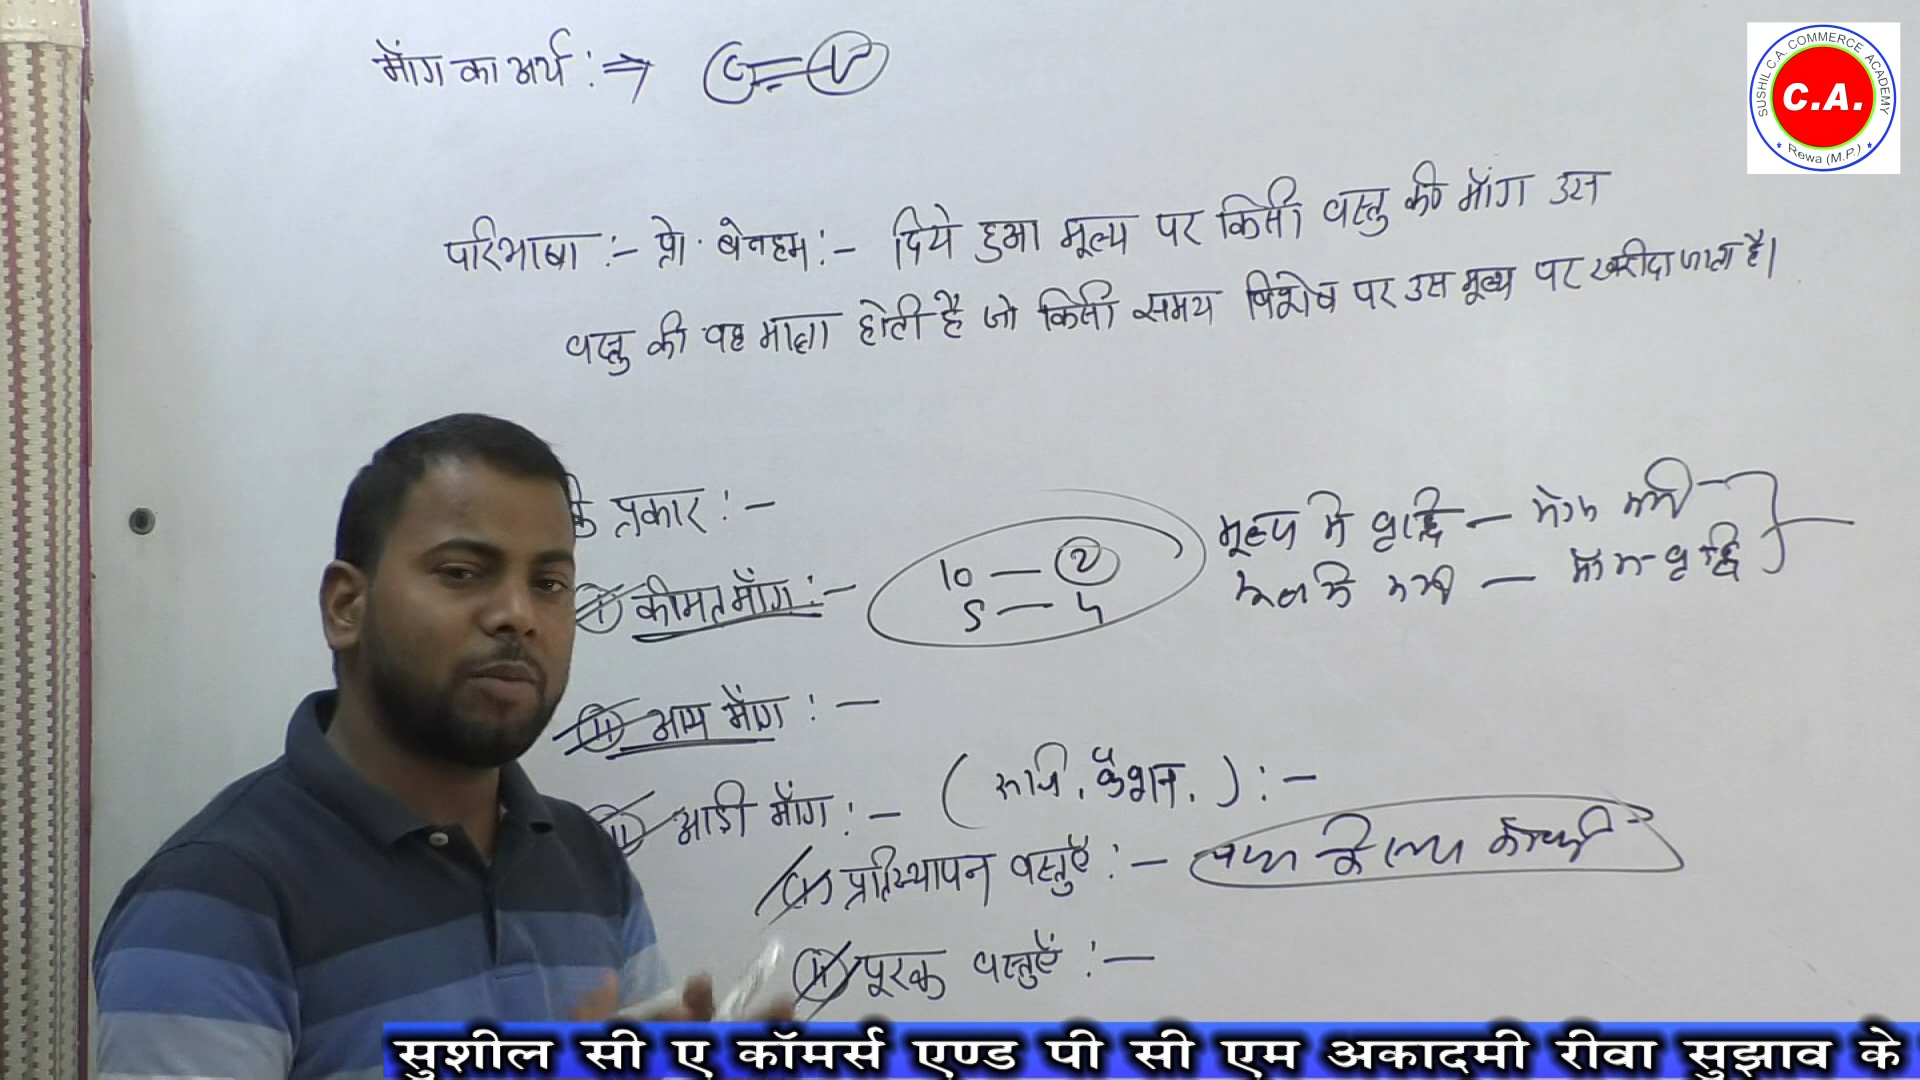 माँग का अर्थ :⇒ C = V
SUSHIL C.A. COMMERCE ACADEMY
C.A.
Rewa (M.P.)
परिभाषा :- प्रो. बेनहम :- दिये हुआ मूल्य पर किसी वस्तु की माँग उस
वस्तु की वह मात्रा होती है जो किसी समय विशेष पर उस मूल्य पर खरीदा जाता है।
के प्रकार :-
(I) कीमत माँग :-
10 — 2
5 — 4
मूल्य में वृद्धि — माँग कमी
में कमी — माँग वृद्धि
(II) आय माँग :-
आडी माँग :- ( रूचि, फैशन, ) :-
प्रतिस्थापन वस्तुएँ :- चाय के कॉफी
पूरक वस्तुएँ :-
सुशील सी ए कॉमर्स एण्ड पी सी एम अकादमी रीवा सुझाव के